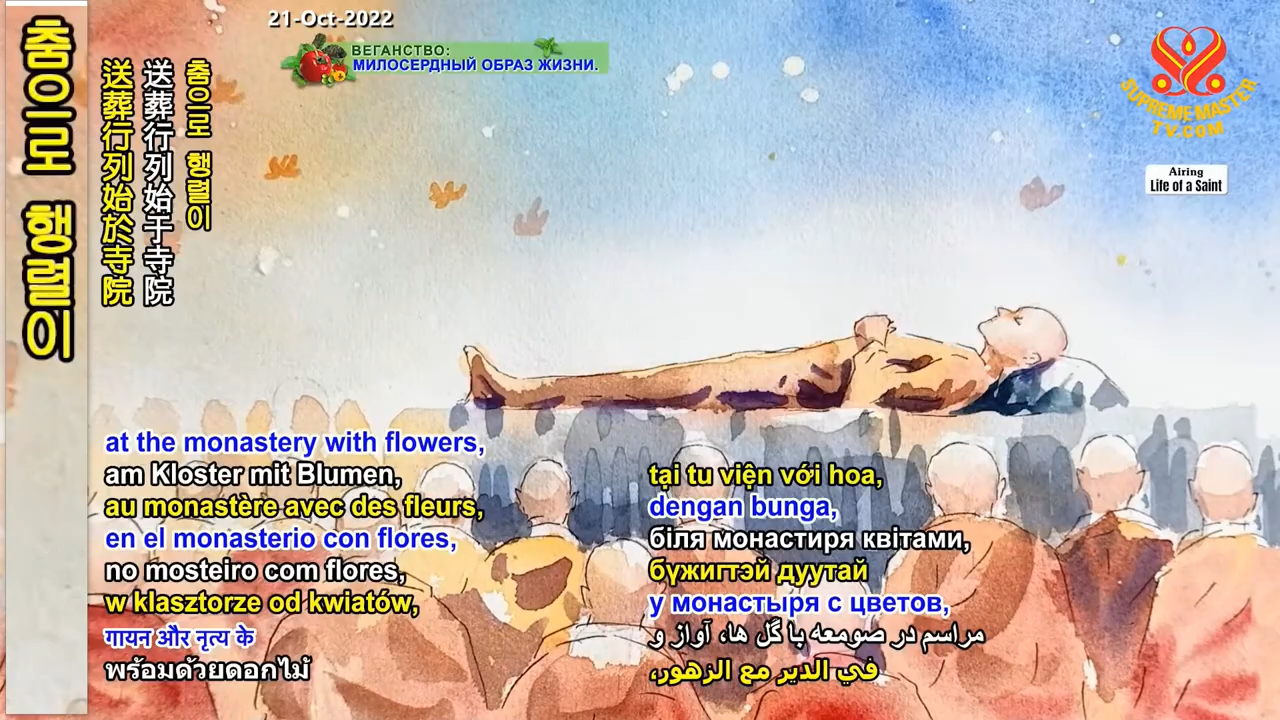 21-Oct-2022
ВЕГАНСТВО:
МИЛОСЕРДНЫЙ ОБРАЗ ЖИЗНИ.
SUPREME MASTER
TV.COM
Airing
Life of a Saint
춤으로 행렬이
送葬行列始於寺院
送葬行列始于寺院
춤으로 행렬이
at the monastery with flowers,
am Kloster mit Blumen,
au monastère avec des fleurs,
en el monasterio con flores,
no mosteiro com flores,
w klasztorze od kwiatów,
गायन और नृत्य के
พร้อมด้วยดอกไม้
tại tu viện với hoa,
dengan bunga,
біля монастиря квітами,
бүжигтэй дуутай
у монастыря с цветов,
مراسم در صومعه با گل ها، آواز و
في الدير مع الزهور،